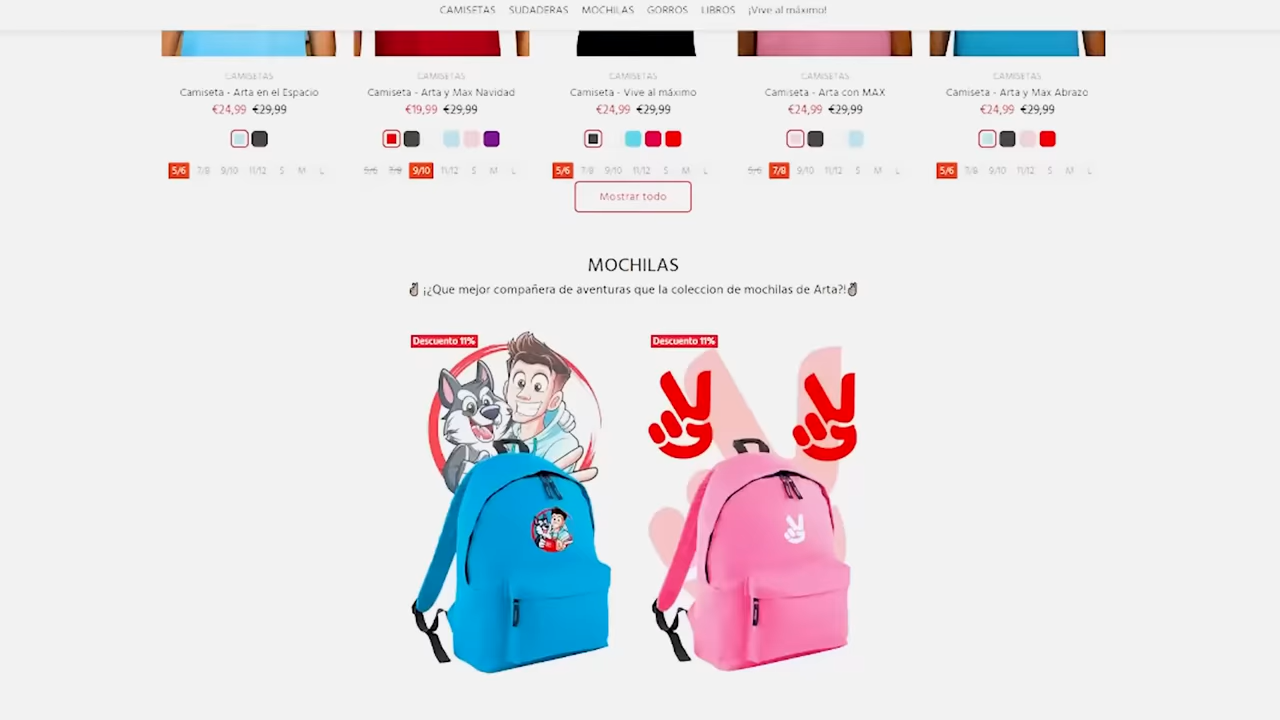 CAMISETAS SUDADERAS MOCHILAS GORROS LIBROS ¡Vive al máximo!
CAMISETAS CAMISETAS CAMISETAS CAMISETAS CAMISETAS
Camiseta - Arta en el Espacio Camiseta - Arta y Max Navidad Camiseta - Vive al máximo Camiseta - Arta con MAX Camiseta - Arta y Max Abrazo
€24,99 €29,99 €19,99 €29,99 €24,99 €29,99 €24,99 €29,99 €24,99 €29,99
5/6 7/8 9/10 11/12 S M L 5/6 7/8 9/10 11/12 S M L 5/6 7/8 9/10 11/12 S M L 5/6 7/8 9/10 11/12 S M L 5/6 7/8 9/10 11/12 S M L
Mostrar todo
MOCHILAS
¡¿Que mejor compañera de aventuras que la coleccion de mochilas de Arta?!
Descuento 11% Descuento 11%